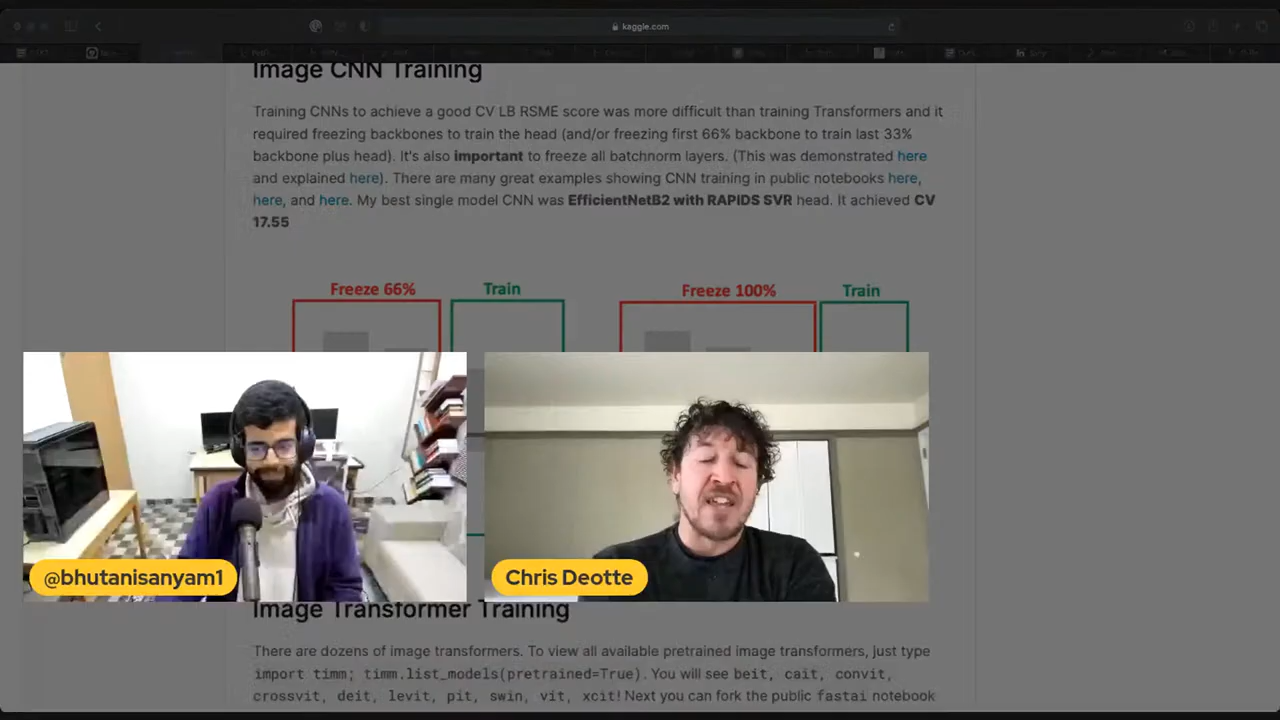 kaggle.com
Image CNN Training
Training CNNs to achieve a good CV LB RSME score was more difficult than training Transformers and it
required freezing backbones to train the head (and/or freezing first 66% backbone to train last 33%
backbone plus head). It's also important to freeze all batchnorm layers. (This was demonstrated here
and explained here). There are many great examples showing CNN training in public notebooks here,
here, and here. My best single model CNN was EfficientNetB2 with RAPIDS SVR head. It achieved CV
17.55
Freeze 66% Train Freeze 100% Train
@bhutanisanyam1
Chris Deotte
Image Transformer Training
There are dozens of image transformers. To view all available pretrained image transformers, just type
import timm; timm.list_models(pretrained=True). You will see beit, cait, convit,
crossvit, deit, levit, pit, swin, vit, xcit! Next you can fork the public fastai notebook